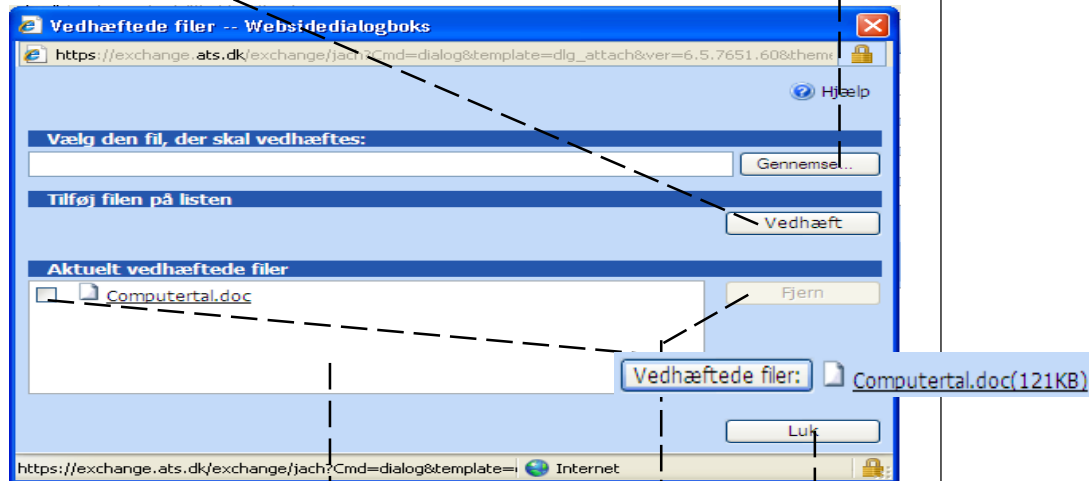 Vedhæftede filer -- Websidedialogboks
https://exchange.ats.dk/exchange/jach?Cmd=dialog&template=dlg_attach&ver=6.5.7651.60&theme
Hjælp
Vælg den fil, der skal vedhæftes:
Gennemse...
Tilføj filen på listen
Vedhæft
Aktuelt vedhæftede filer
Computertal.doc
Fjern
Vedhæftede filer: Computertal.doc(121KB)
Luk
https://exchange.ats.dk/exchange/jach?Cmd=dialog&template= Internet